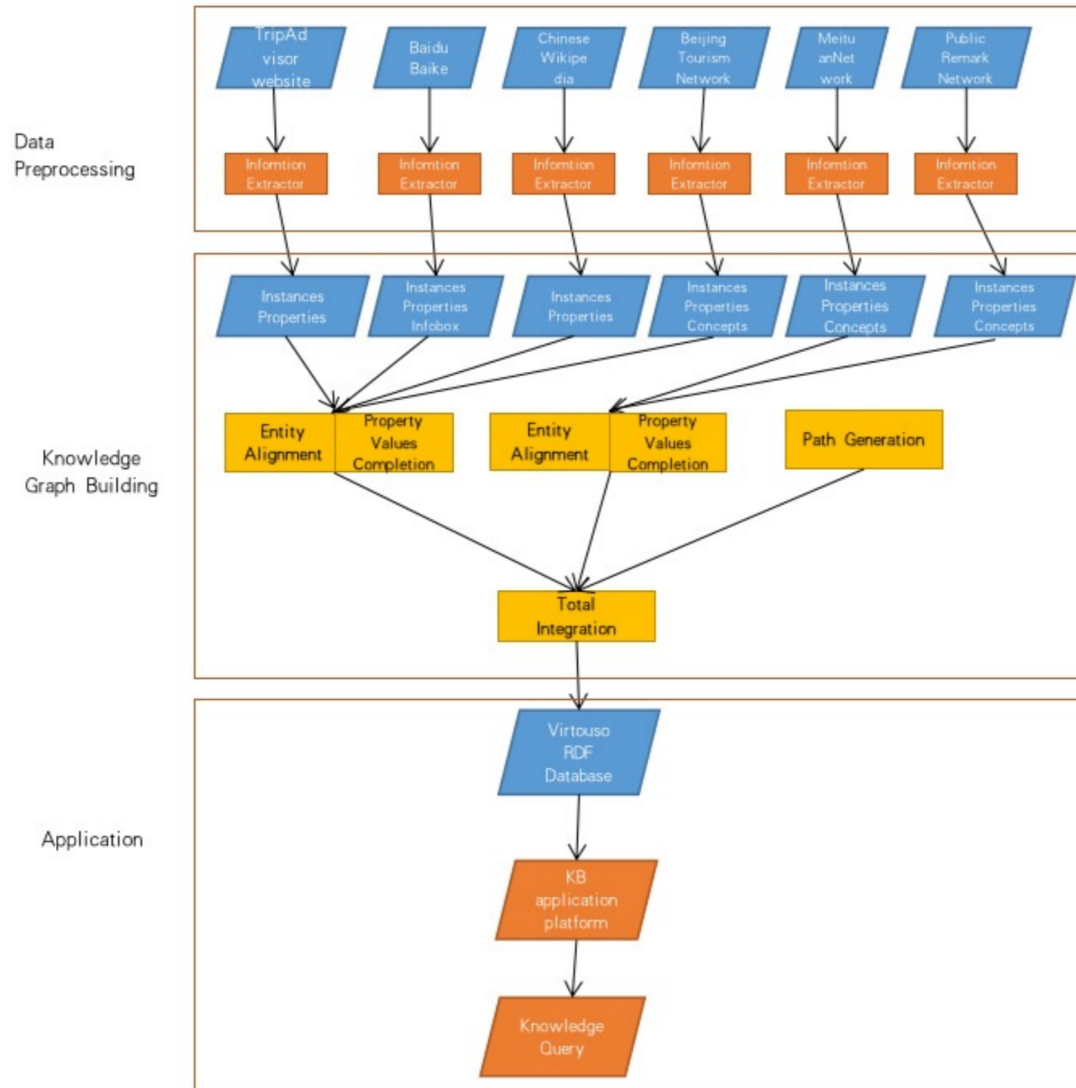 TripAd
visor
website
Baidu
Baike
Chinese
Wikipe
dia
Beijing
Tourism
Network
Meitu
anNet
work
Public
Remark
Network
Data
Preprocessing
Infomtion
Extractor
Infomtion
Extractor
Infomtion
Extractor
Infomtion
Extractor
Infomtion
Extractor
Infomtion
Extractor
Instances
Properties
Instances
Properties
Infobox
Instances
Properties
Instances
Properties
Concepts
Instances
Properties
Concepts
Instances
Properties
Concepts
Knowledge
Graph Building
Entity
Alignment
Property
Values
Completion
Entity
Alignment
Property
Values
Completion
Path Generation
Total
Integration
Application
Virtouso
RDF
Database
KB
application
platform
Knowledge
Query